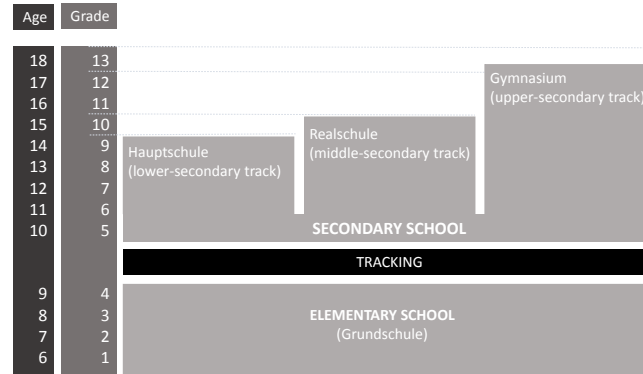 Age Grade
18 13
17 12
16 11
15 10
14 9
13 8
12 7
11 6
10 5
9 4
8 3
7 2
6 1
Hauptschule
(lower-secondary track)
Realschule
(middle-secondary track)
Gymnasium
(upper-secondary track)
SECONDARY SCHOOL
TRACKING
ELEMENTARY SCHOOL
(Grundschule)